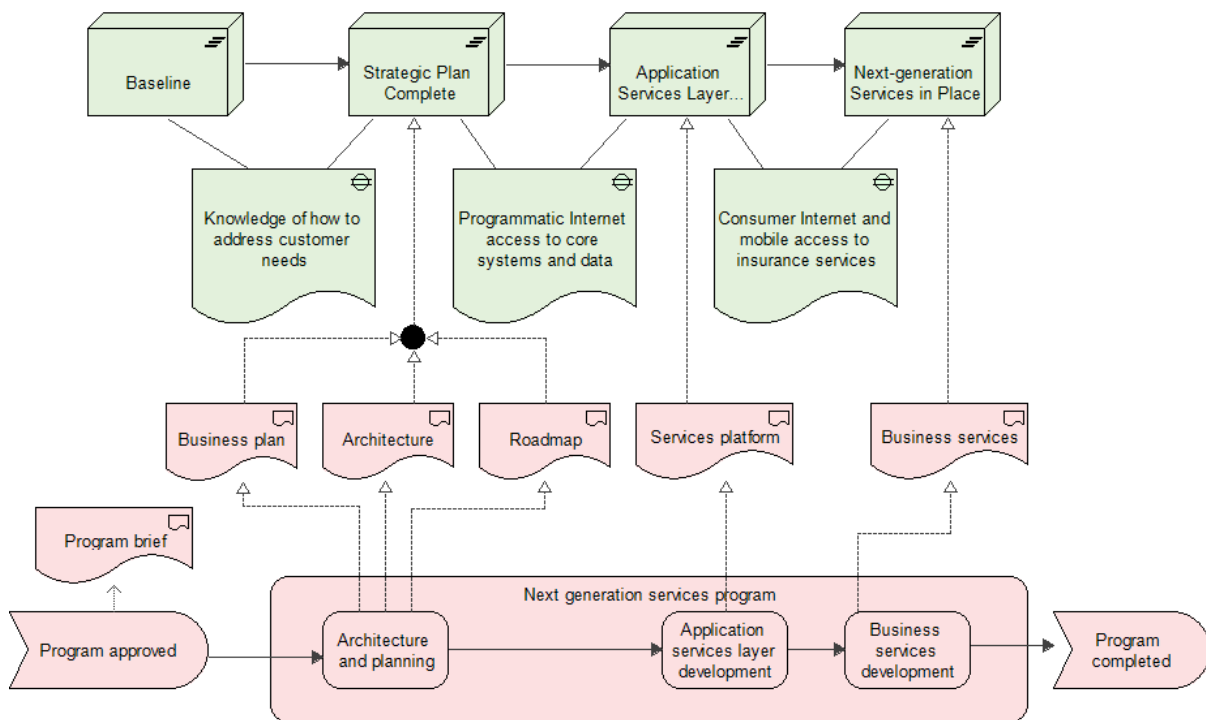 Baseline
Strategic Plan
Complete
Application
Services Layer...
Next-generation
Services in Place
Knowledge of how to
address customer
needs
Programmatic Internet
access to core
systems and data
Consumer Internet and
mobile access to
insurance services
Business plan
Architecture
Roadmap
Services platform
Business services
Program brief
Next generation services program
Program approved
Architecture
and planning
Application
services layer
development
Business
services
development
Program
completed